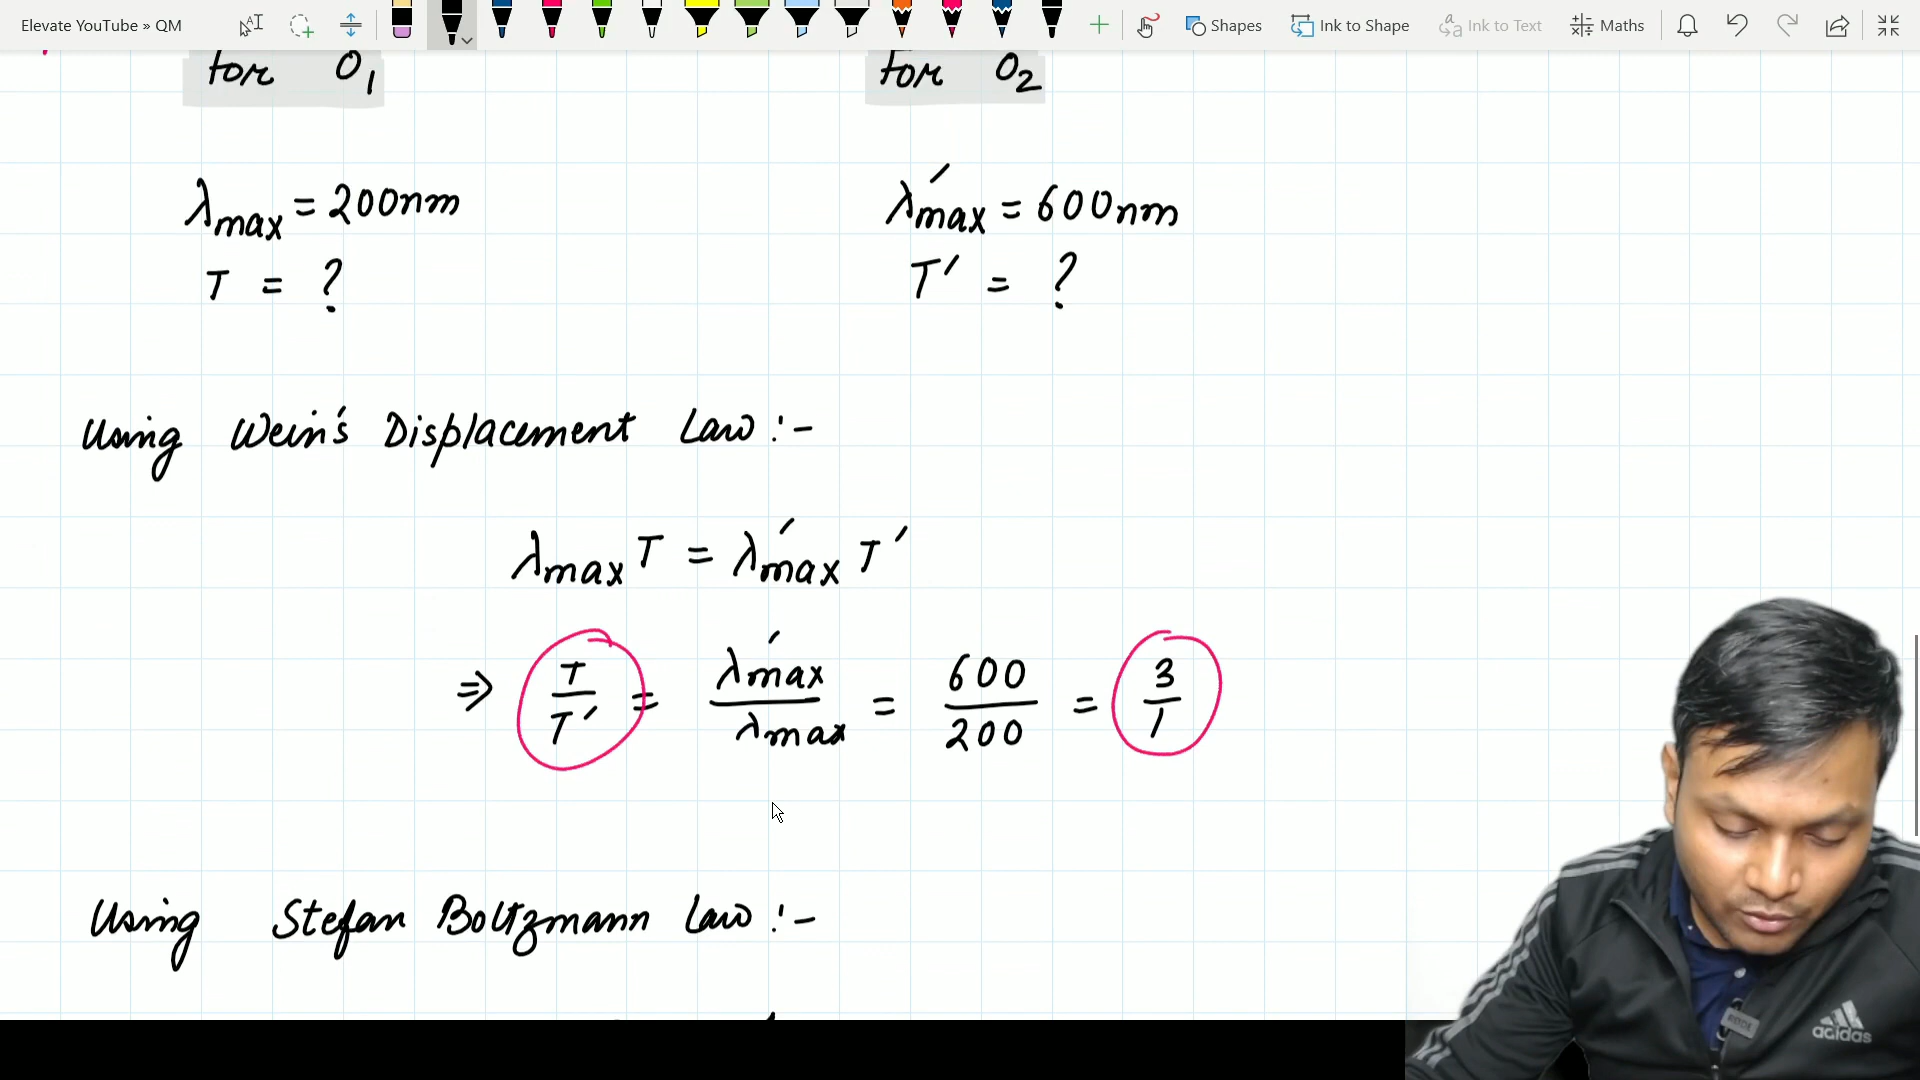 Elevate YouTube » QM Shapes Ink to Shape Ink to Text Maths
for O₁ for O₂
λmax = 200nm λ′max = 600nm
T = ? T′ = ?
Using Wein's Displacement Law :-
λmax T = λ′max T′
⇒ T/T′ = λ′max/λmax = 600/200 = 3/1
Using Stefan Boltzmann Law :-
RODE
adidas